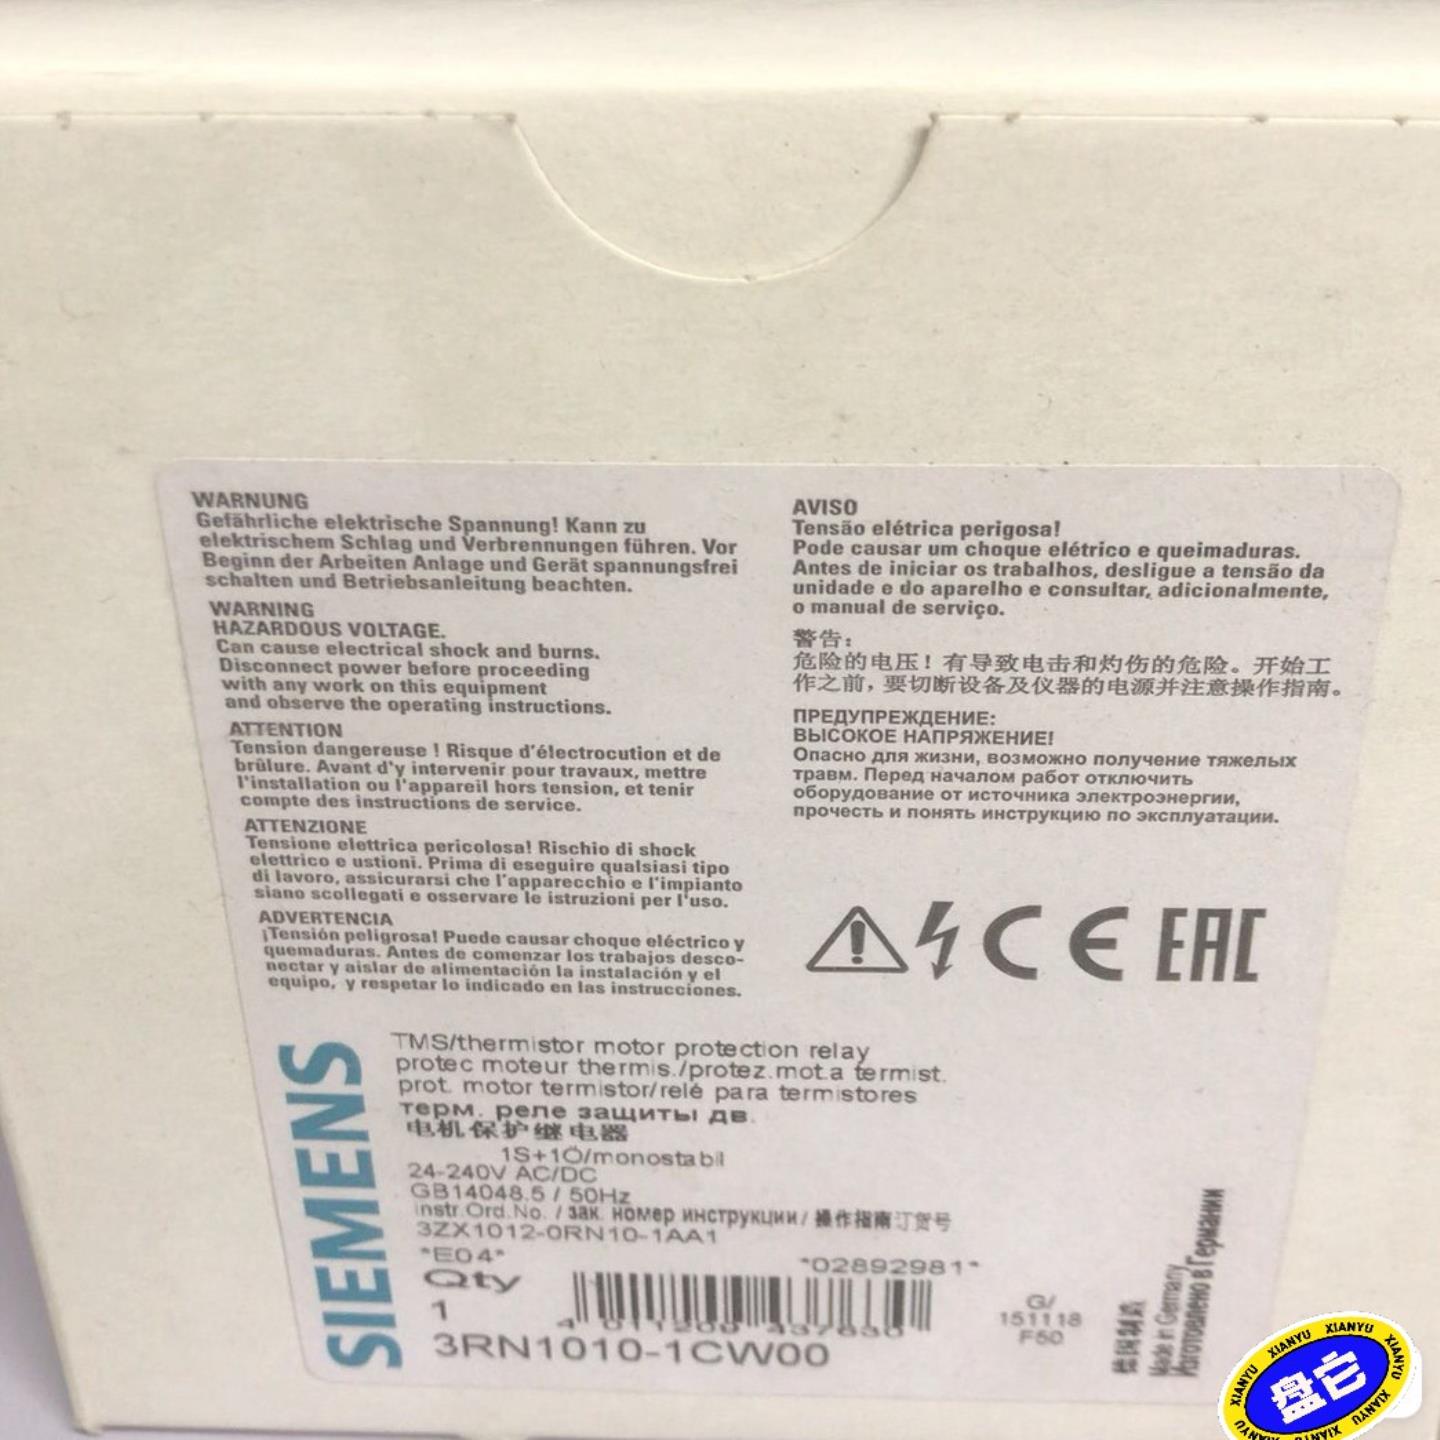 WARNUNG
Gefährliche elektrische Spannung! Kann zu
elektrischem Schlag und Verbrennungen führen. Vor
Beginn der Arbeiten Anlage und Gerät spannungsfrei
schalten und Betriebsanleitung beachten.
WARNING
HAZARDOUS VOLTAGE.
Can cause electrical shock and burns.
Disconnect power before proceeding
with any work on this equipment
and observe the operating instructions.
ATTENTION
Tension dangereuse ! Risque d'électrocution et de
brûlure. Avant d'y intervenir pour travaux, mettre
l'installation ou l'appareil hors tension, et tenir
compte des instructions de service.
ATTENZIONE
Tensione elettrica pericolosa! Rischio di shock
elettrico e ustioni. Prima di eseguire qualsiasi tipo
di lavoro, assicurarsi che l'apparecchio e l'impianto
siano scollegati e osservare le istruzioni per l'uso.
ADVERTENCIA
¡Tensión peligrosa! Puede causar choque eléctrico y
quemaduras. Antes de comenzar los trabajos desco-
nectar y aislar de alimentación la instalación y el
equipo, y respetar lo indicado en las instrucciones.
AVISO
Tensão elétrica perigosa!
Pode causar um choque elétrico e queimaduras.
Antes de iniciar os trabalhos, desligue a tensão da
unidade e do aparelho e consultar, adicionalmente,
o manual de serviço.
警告：
危险的电压！有导致电击和灼伤的危险。开始工
作之前，要切断设备及仪器的电源并注意操作指南。
ПРЕДУПРЕЖДЕНИЕ:
ВЫСОКОЕ НАПРЯЖЕНИЕ!
Опасно для жизни, возможно получение тяжелых
травм. Перед началом работ отключить
оборудование от источника электроэнергии,
прочесть и понять инструкцию по эксплуатации.
CE EAC
SIEMENS
TMS/thermistor motor protection relay
protec moteur thermis./protez.mot.a termist.
prot. motor termistor/relé para termistores
терм. реле защиты дв.
电机保护继电器
1S+1Ö/monostabil
24-240V AC/DC
GB14048.5 / 50Hz
Instr.Ord.No. / зак. номер инструкции / 操作指南订货号
3ZX1012-0RN10-1AA1
*E04*
*02892981*
Qty
1
3RN1010-1CW00
G/
151118
F50
德国制造
Made in Germany
Изготовлено в Германии
XIANYU XIANYU XIANYU XIANYU XIANYU XIANYU
盘它